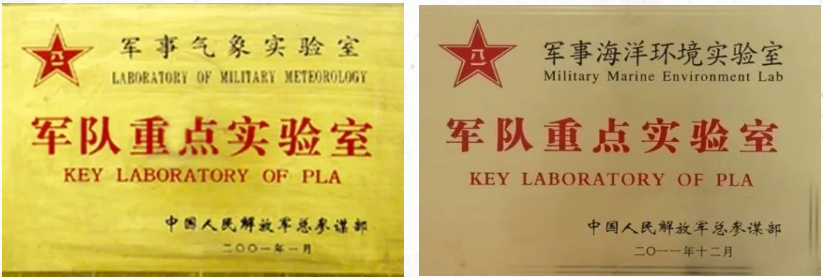 军事气象实验室
LABORATORY OF MILITARY METEOROLOGY
军队重点实验室
KEY LABORATORY OF PLA
中国人民解放军总参谋部
二〇〇一年一月
八一
军事海洋环境实验室
Military Marine Environment Lab
军队重点实验室
KEY LABORATORY OF PLA
中国人民解放军总参谋部
二〇一一年十二月
八一